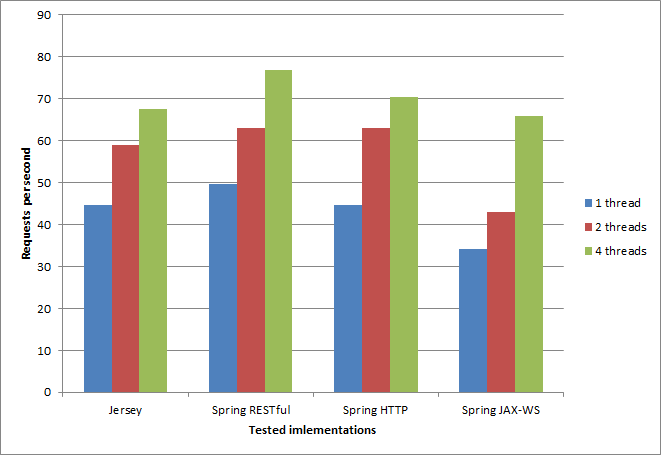 90
80
70
60
50
40
30
20
10
0
Requests persecond
Jersey
Spring RESTful
Spring HTTP
Spring JAX-WS
Tested imlementations
1 thread
2 threads
4 threads